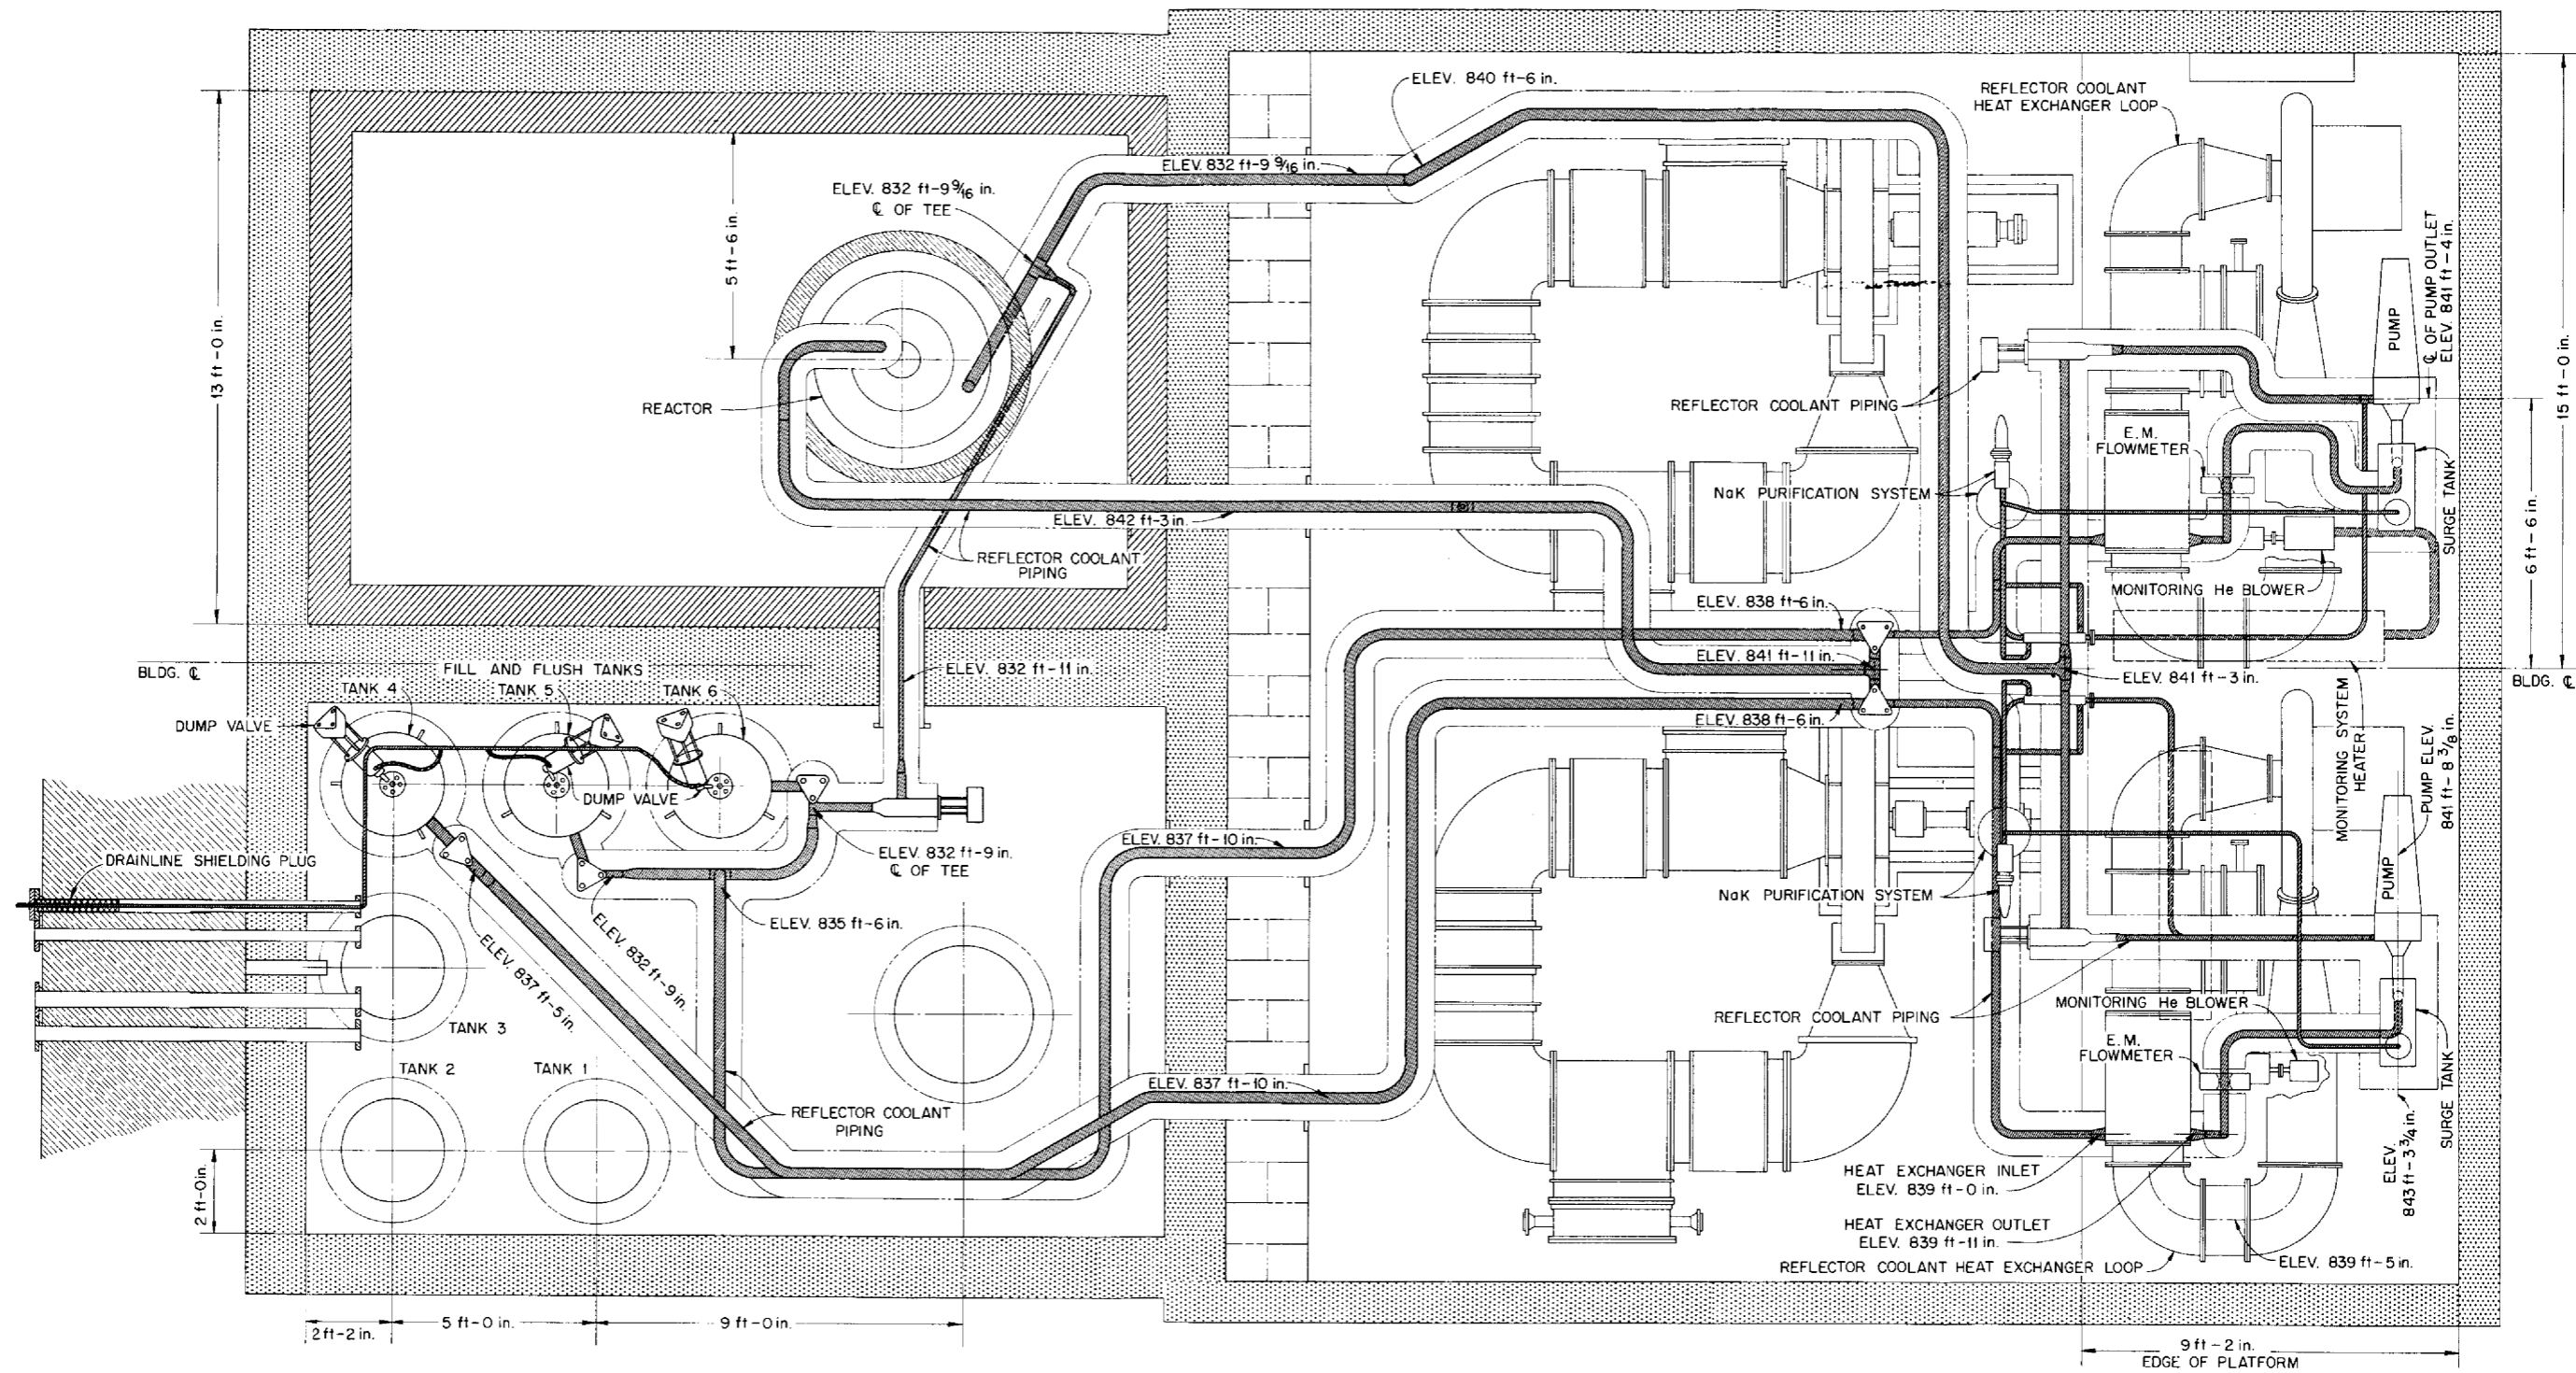 ELEV. 840 ft-6 in.
REFLECTOR COOLANT
HEAT EXCHANGER LOOP
ELEV. 832 ft-9 9/16 in.
ELEV. 832 ft-9 9/16 in.
℄ OF TEE
5 ft-6 in.
13 ft-0 in.
REACTOR
℄ OF PUMP OUTLET
ELEV. 841 ft-4 in.
PUMP
15 ft-0 in.
REFLECTOR COOLANT PIPING
E.M.
FLOWMETER
NaK PURIFICATION SYSTEM
SURGE TANK
6 ft-6 in.
ELEV. 842 ft-3 in.
REFLECTOR COOLANT
PIPING
MONITORING He BLOWER
ELEV. 838 ft-6 in.
ELEV. 841 ft-11 in.
BLDG. ℄
FILL AND FLUSH TANKS
ELEV. 832 ft-11 in.
ELEV. 841 ft-3 in.
BLDG. ℄
TANK 4
TANK 5
TANK 6
DUMP VALVE
ELEV. 838 ft-6 in.
MONITORING SYSTEM
HEATER
PUMP ELEV.
841 ft-8 3/8 in.
DUMP VALVE
DRAINLINE SHIELDING PLUG
ELEV. 832 ft-9 in.
℄ OF TEE
ELEV. 837 ft-10 in.
PUMP
NaK PURIFICATION SYSTEM
ELEV. 835 ft-6 in.
ELEV. 832 ft-9 in.
ELEV. 837 ft-5 in.
TANK 3
MONITORING He BLOWER
REFLECTOR COOLANT PIPING
E.M.
FLOWMETER
SURGE TANK
TANK 2
TANK 1
ELEV. 837 ft-10 in.
REFLECTOR COOLANT
PIPING
ELEV.
843 ft-3 3/4 in.
2 ft-0 in.
HEAT EXCHANGER INLET
ELEV. 839 ft-0 in.
HEAT EXCHANGER OUTLET
ELEV. 839 ft-11 in.
REFLECTOR COOLANT HEAT EXCHANGER LOOP
ELEV. 839 ft-5 in.
2 ft-2 in.
5 ft-0 in.
9 ft-0 in.
9 ft-2 in.
EDGE OF PLATFORM